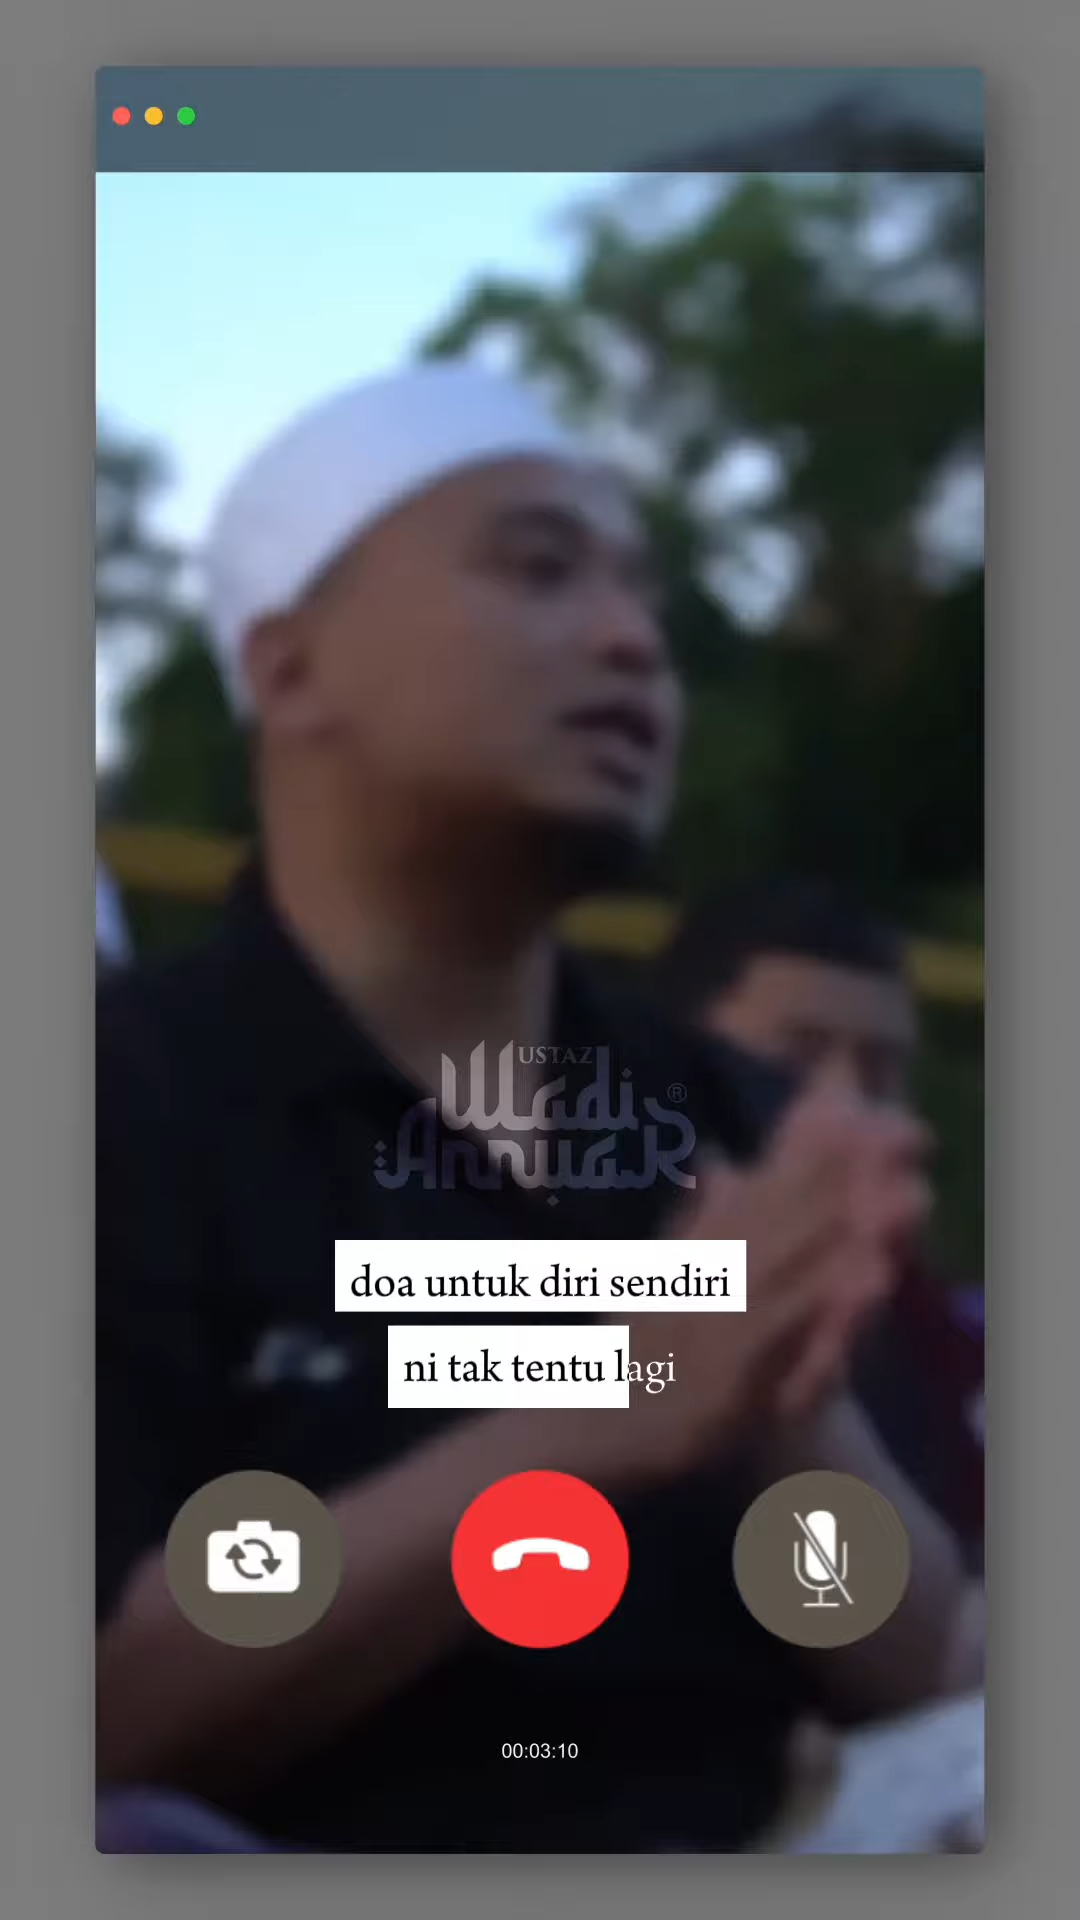 USTAZ
Wadi
Annuar
®
doa untuk diri sendiri
ni tak tentu lagi
00:03:10